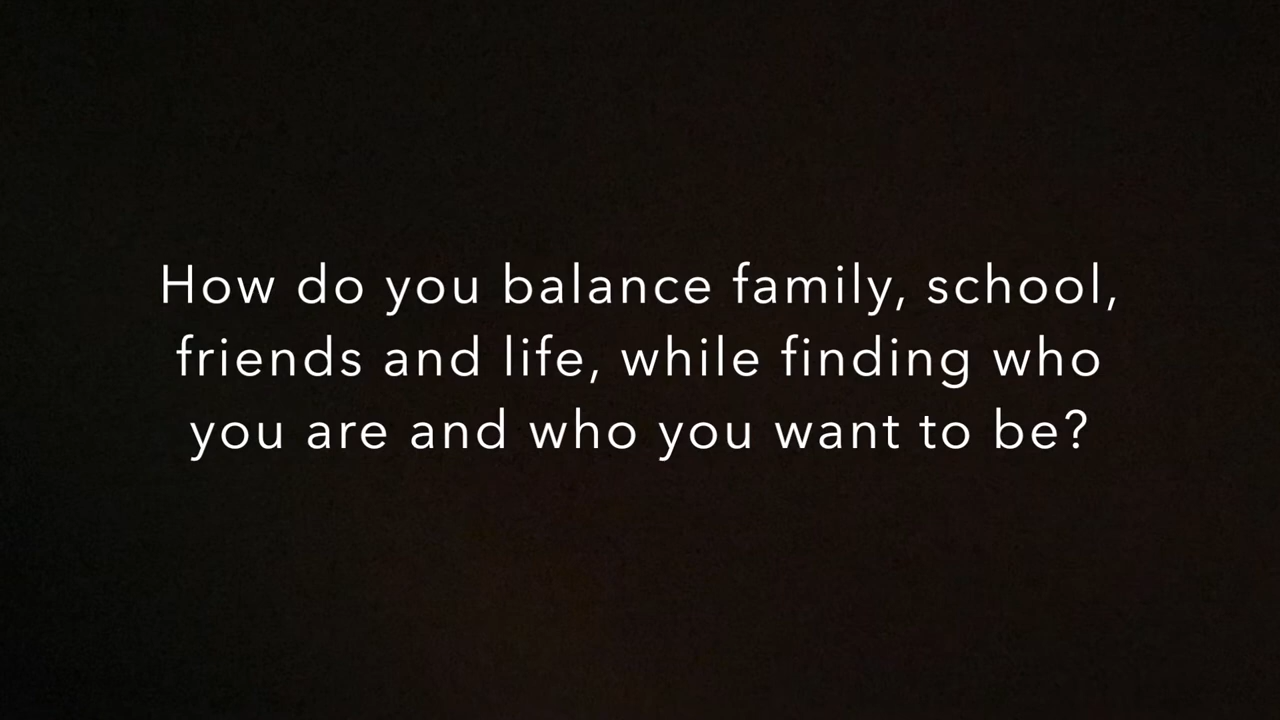 How do you balance family, school,
friends and life, while finding who
you are and who you want to be?